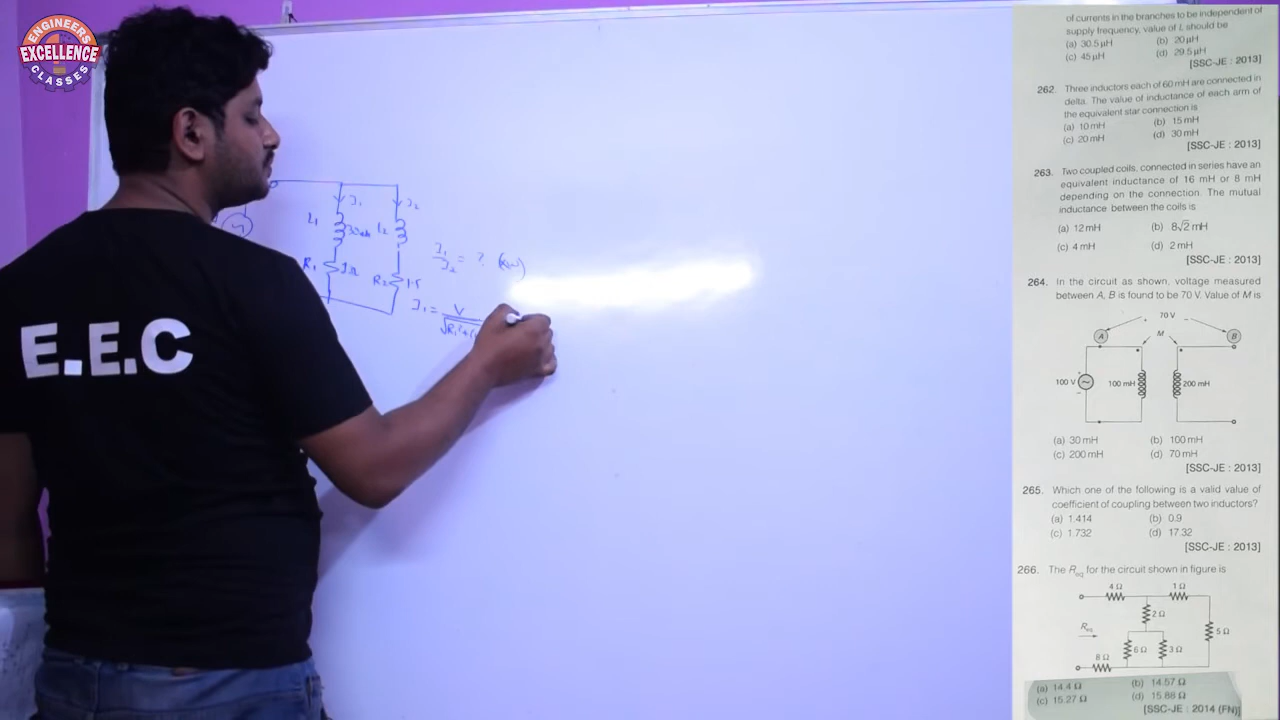 ENGINEERS
EXCELLENCE
CLASSES
E.E.C
I₁ I₂
L₁ L₂
R₁ R₂ 1.5
I₁/I₂ = ?
I₁ = V
√R₁²+
of currents in the branches to be independent of
supply frequency, value of L should be
(a) 30.5 μH (b) 20 μH
(c) 45 μH (d) 29.5 μH
[SSC-JE : 2013]
262. Three inductors each of 60 mH are connected in
delta. The value of inductance of each arm of
the equivalent star connection is
(a) 10 mH (b) 15 mH
(c) 20 mH (d) 30 mH
[SSC-JE : 2013]
263. Two coupled coils, connected in series have an
equivalent inductance of 16 mH or 8 mH
depending on the connection. The mutual
inductance between the coils is
(a) 12 mH (b) 8√2 mH
(c) 4 mH (d) 2 mH
[SSC-JE : 2013]
264. In the circuit as shown, voltage measured
between A, B is found to be 70 V. Value of M is
- 70 V -
A M B
100 V 100 mH 200 mH
(a) 30 mH (b) 100 mH
(c) 200 mH (d) 70 mH
[SSC-JE : 2013]
265. Which one of the following is a valid value of
coefficient of coupling between two inductors?
(a) 1.414 (b) 0.9
(c) 1.732 (d) 17.32
[SSC-JE : 2013]
266. The Req for the circuit shown in figure is
4 Ω 1 Ω
2 Ω
Req 5 Ω
6 Ω 3 Ω
8 Ω
(a) 14.4 Ω (b) 14.57 Ω
(c) 15.27 Ω (d) 15.88 Ω
[SSC-JE : 2014 (FN)]